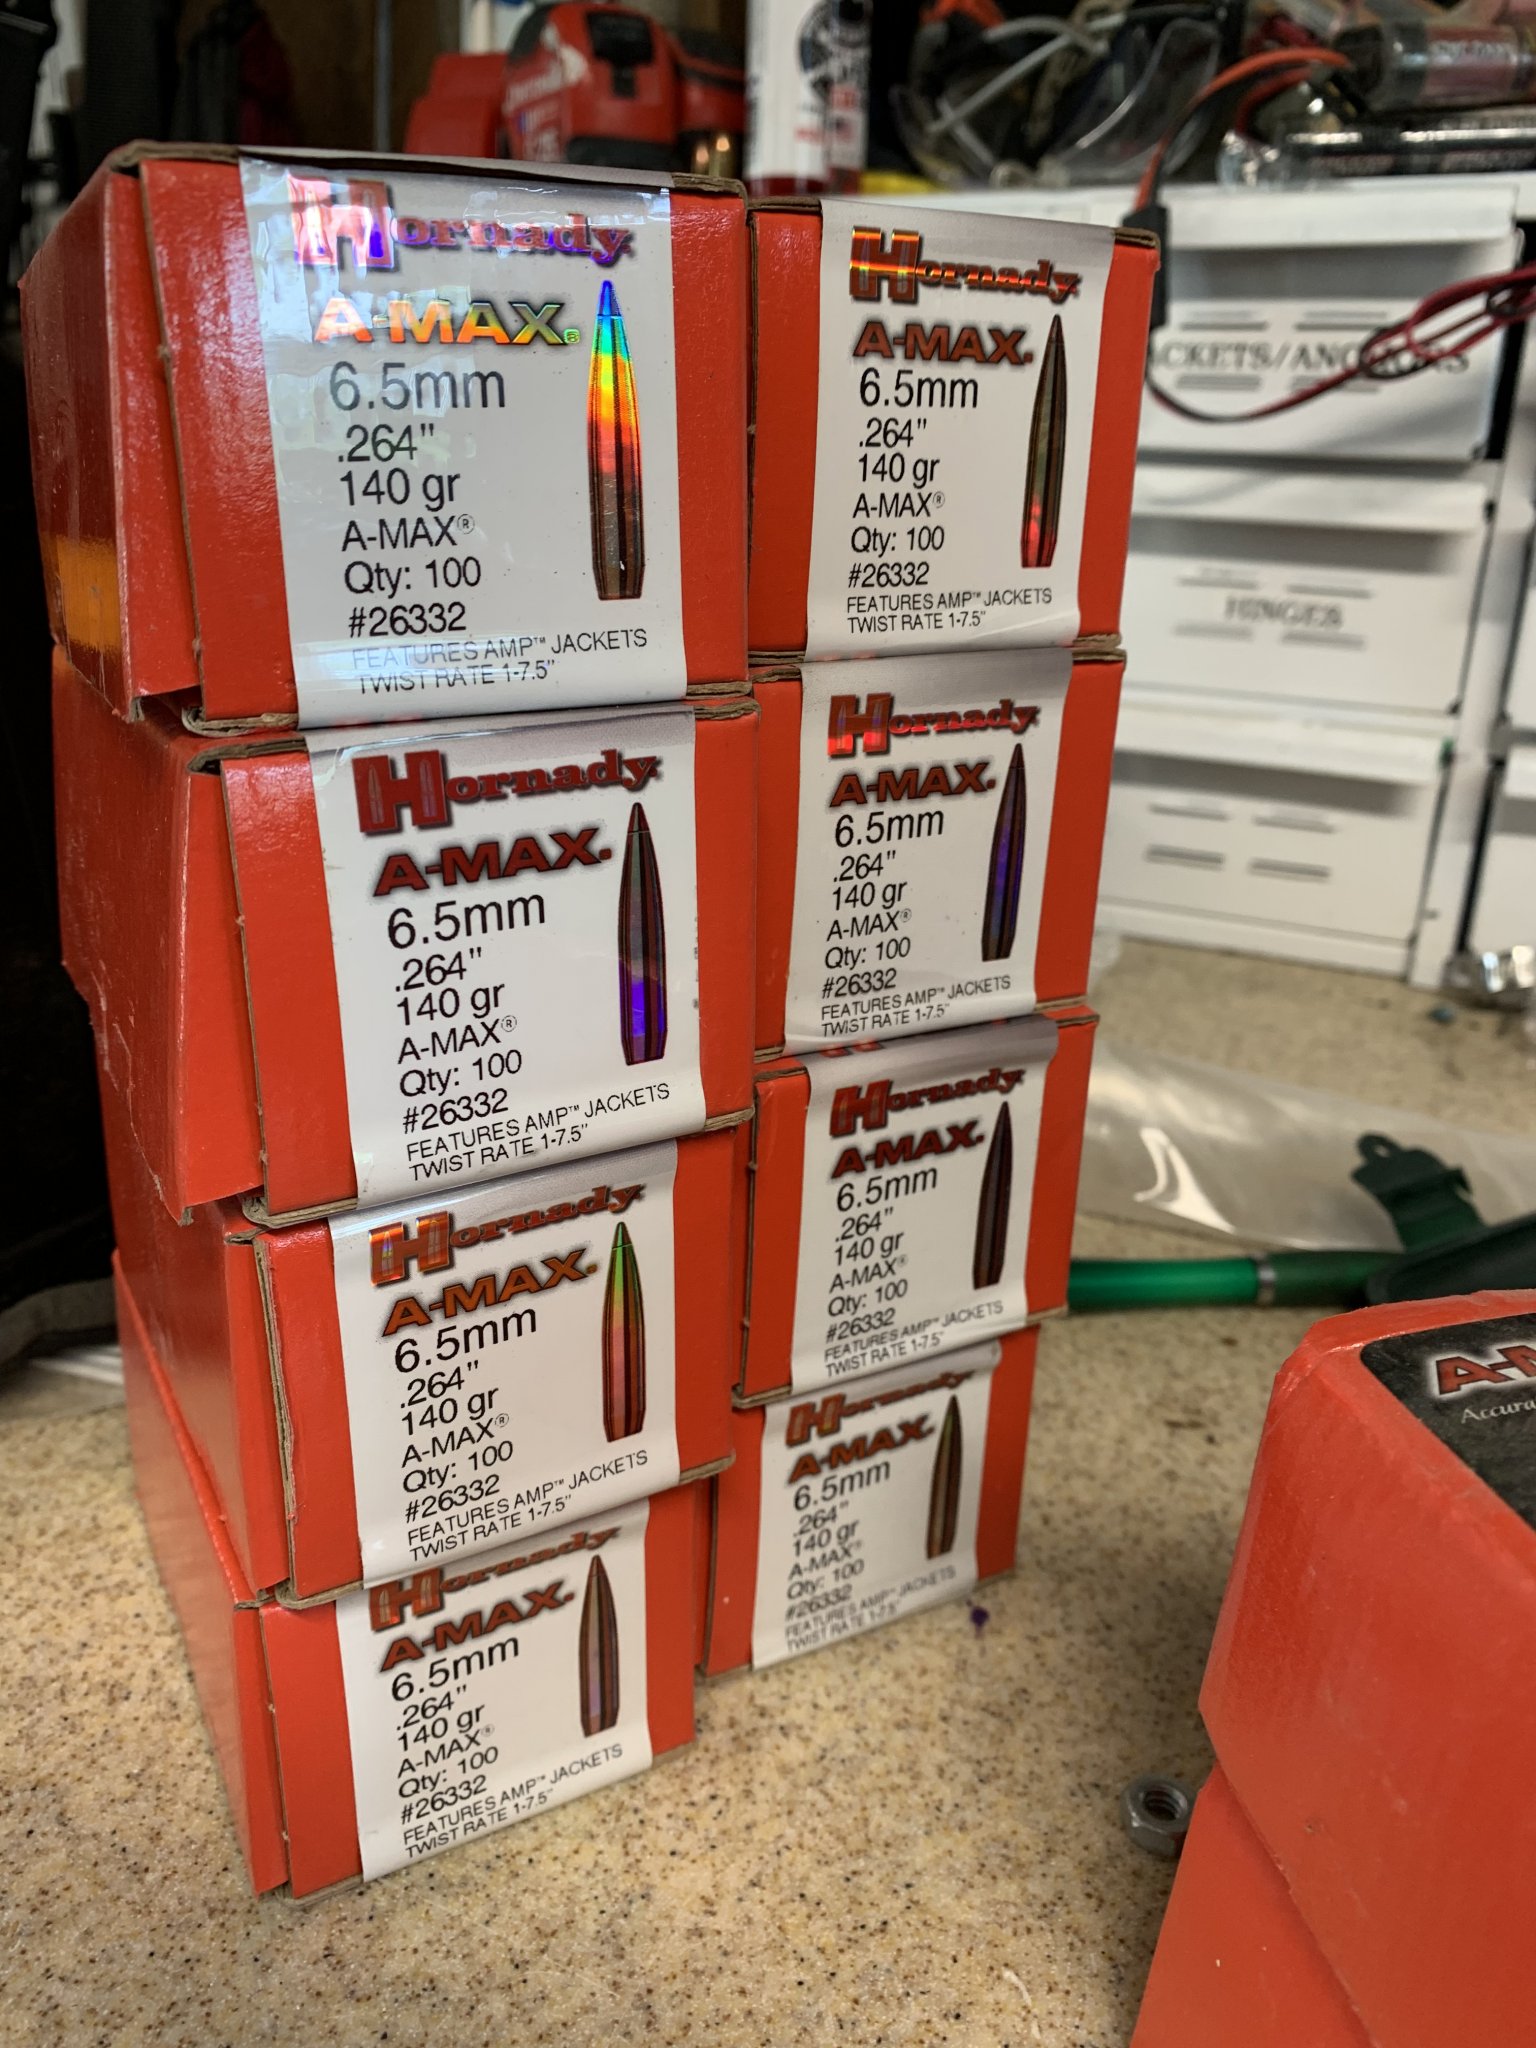 Hornady
A-MAX®
6.5mm
.264"
140 gr
A-MAX®
Qty: 100
#26332
FEATURES AMP™ JACKETS
TWIST RATE 1-7.5"
Hornady
A-MAX.
6.5mm
.264"
140 gr
A-MAX®
Qty: 100
#26332
FEATURES AMP™ JACKETS
TWIST RATE 1-7.5"
Hornady
A-MAX.
6.5mm
.264"
140 gr
A-MAX®
Qty: 100
#26332
FEATURES AMP™ JACKETS
TWIST RATE 1-7.5"
Hornady
A-MAX.
6.5mm
.264"
140 gr
A-MAX®
Qty: 100
#26332
FEATURES AMP™ JACKETS
TWIST RATE 1-7.5"
Hornady
A-MAX.
6.5mm
.264"
140 gr
A-MAX®
Qty: 100
#26332
FEATURES AMP™ JACKETS
TWIST RATE 1-7.5"
Hornady
A-MAX.
6.5mm
.264"
140 gr
A-MAX®
Qty: 100
#26332
FEATURES AMP™ JACKETS
TWIST RATE 1-7.5"
Hornady
A-MAX.
6.5mm
.264"
140 gr
A-MAX®
Qty: 100
#26332
FEATURES AMP™ JACKETS
TWIST RATE 1-7.5"
Hornady
A-MAX.
6.5mm
.264"
140 gr
A-MAX®
Qty: 100
#26332
FEATURES AMP™ JACKETS
TWIST RATE 1-7.5"
HINGES
A-M
Accura